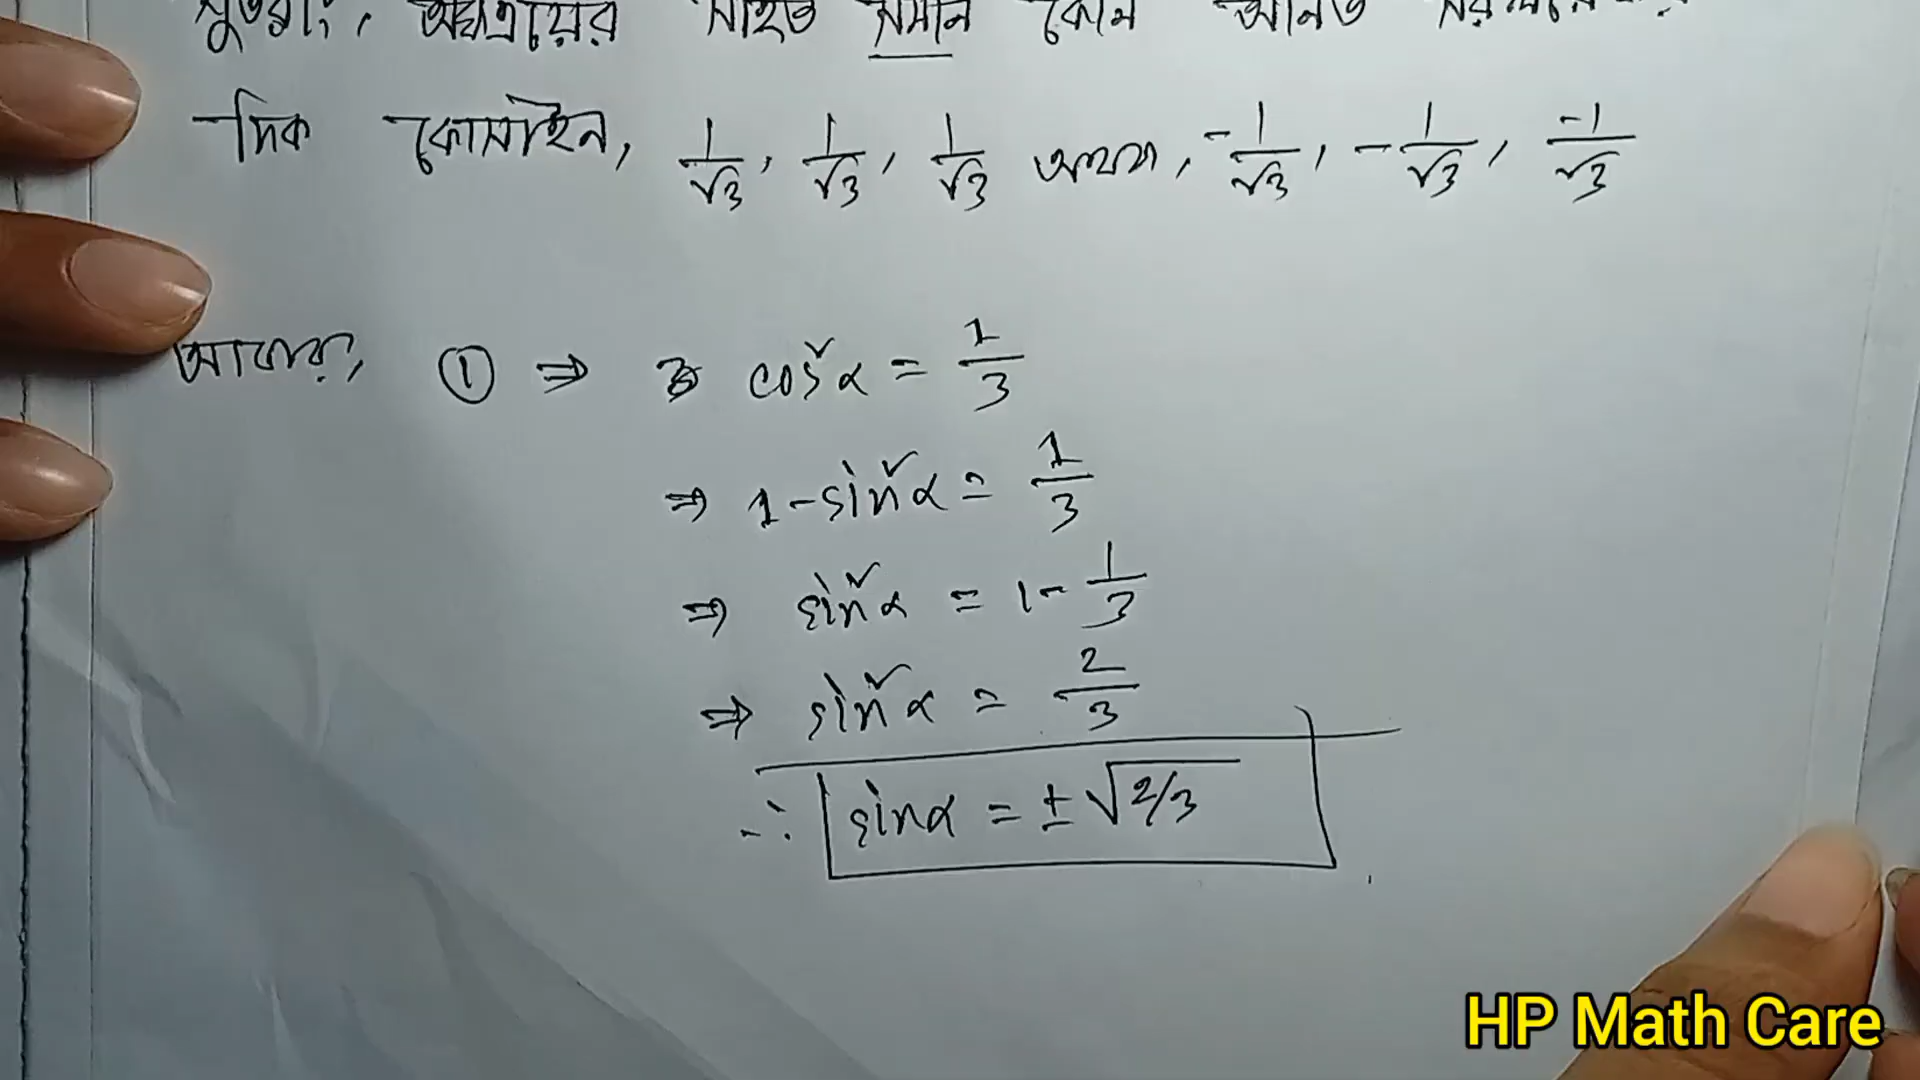 সুতরাং, অক্ষত্রয়ের সহিত সমান কোনে আনত
দিক কোসাইন, 1/√3, 1/√3, 1/√3 অথবা, -1/√3, -1/√3, -1/√3
আবার, ① ⇒ cos²α = 1/3
⇒ 1-sin²α = 1/3
⇒ sin²α = 1-1/3
⇒ sin²α = 2/3
∴ sinα = ±√2/3
HP Math Care